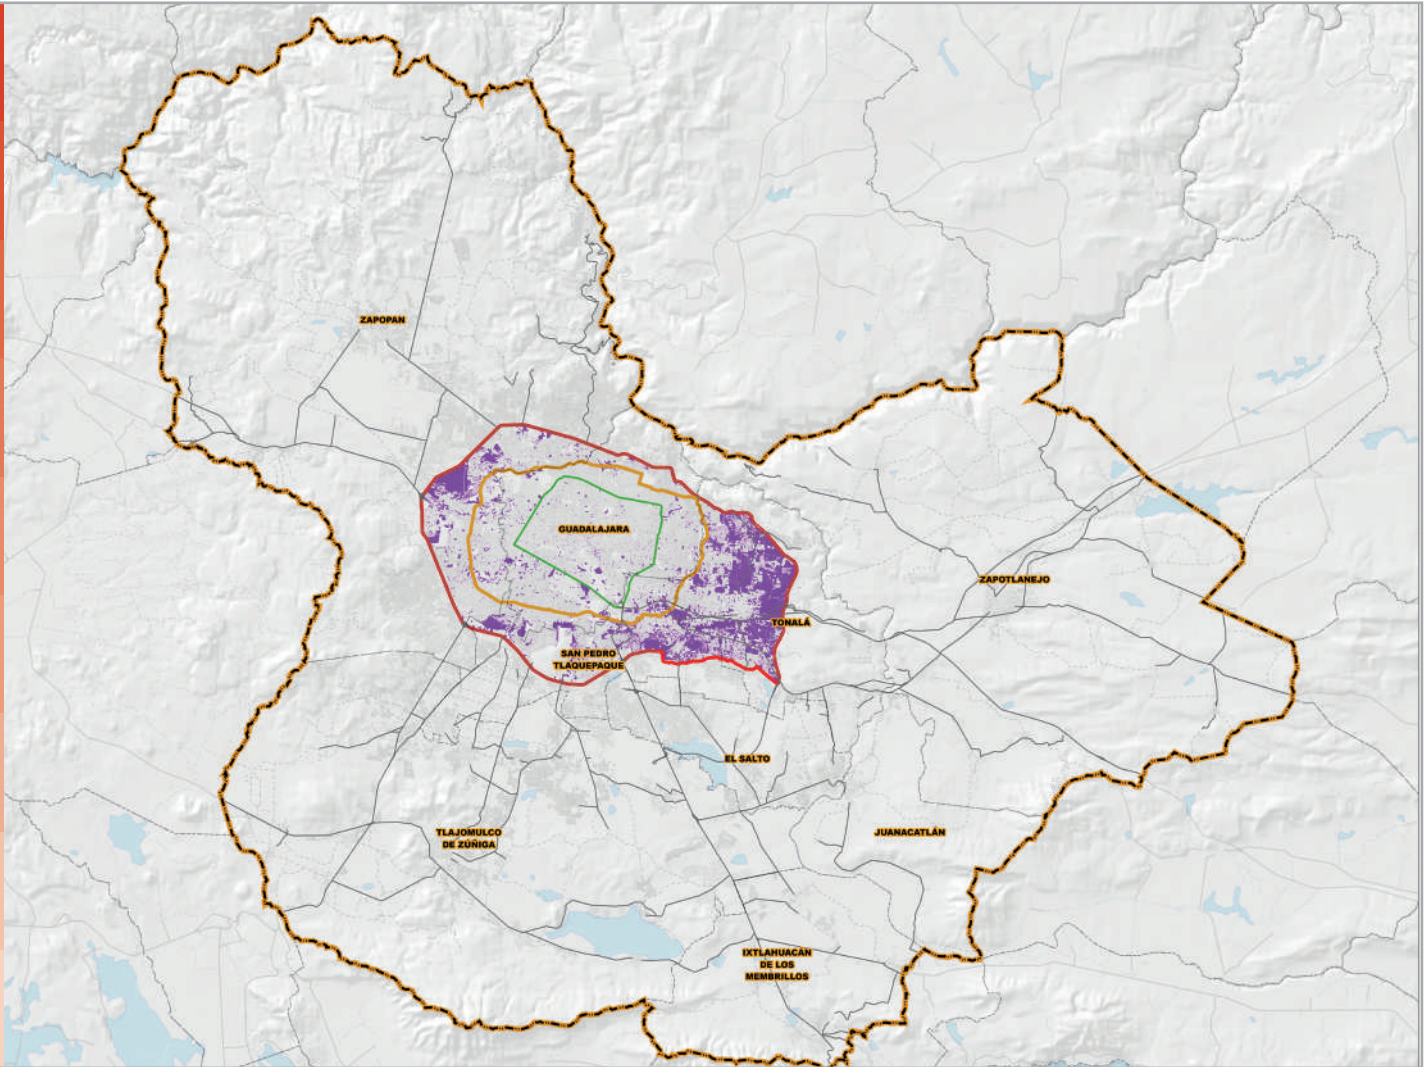 ZAPOPAN
GUADALAJARA
ZAPOTLANEJO
TONALÁ
SAN PEDRO
TLAQUEPAQUE
EL SALTO
TLAJOMULCO
DE ZÚÑIGA
JUANACATLÁN
IXTLAHUACÁN
DE LOS
MEMBRILLOS